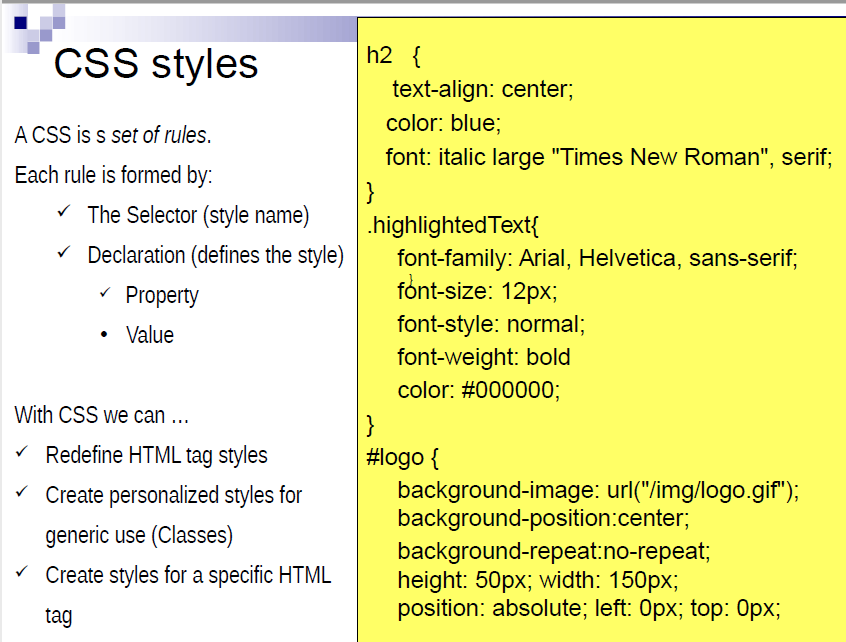 CSS styles
A CSS is s set of rules.
Each rule is formed by:
✓ The Selector (style name)
✓ Declaration (defines the style)
✓ Property
• Value
With CSS we can …
✓ Redefine HTML tag styles
✓ Create personalized styles for
generic use (Classes)
✓ Create styles for a specific HTML
tag
h2 {
text-align: center;
color: blue;
font: italic large "Times New Roman", serif;
}
.highlightedText{
font-family: Arial, Helvetica, sans-serif;
}
font-size: 12px;
font-style: normal;
font-weight: bold
color: #000000;
}
#logo {
background-image: url("/img/logo.gif");
background-position:center;
background-repeat:no-repeat;
height: 50px; width: 150px;
position: absolute; left: 0px; top: 0px;